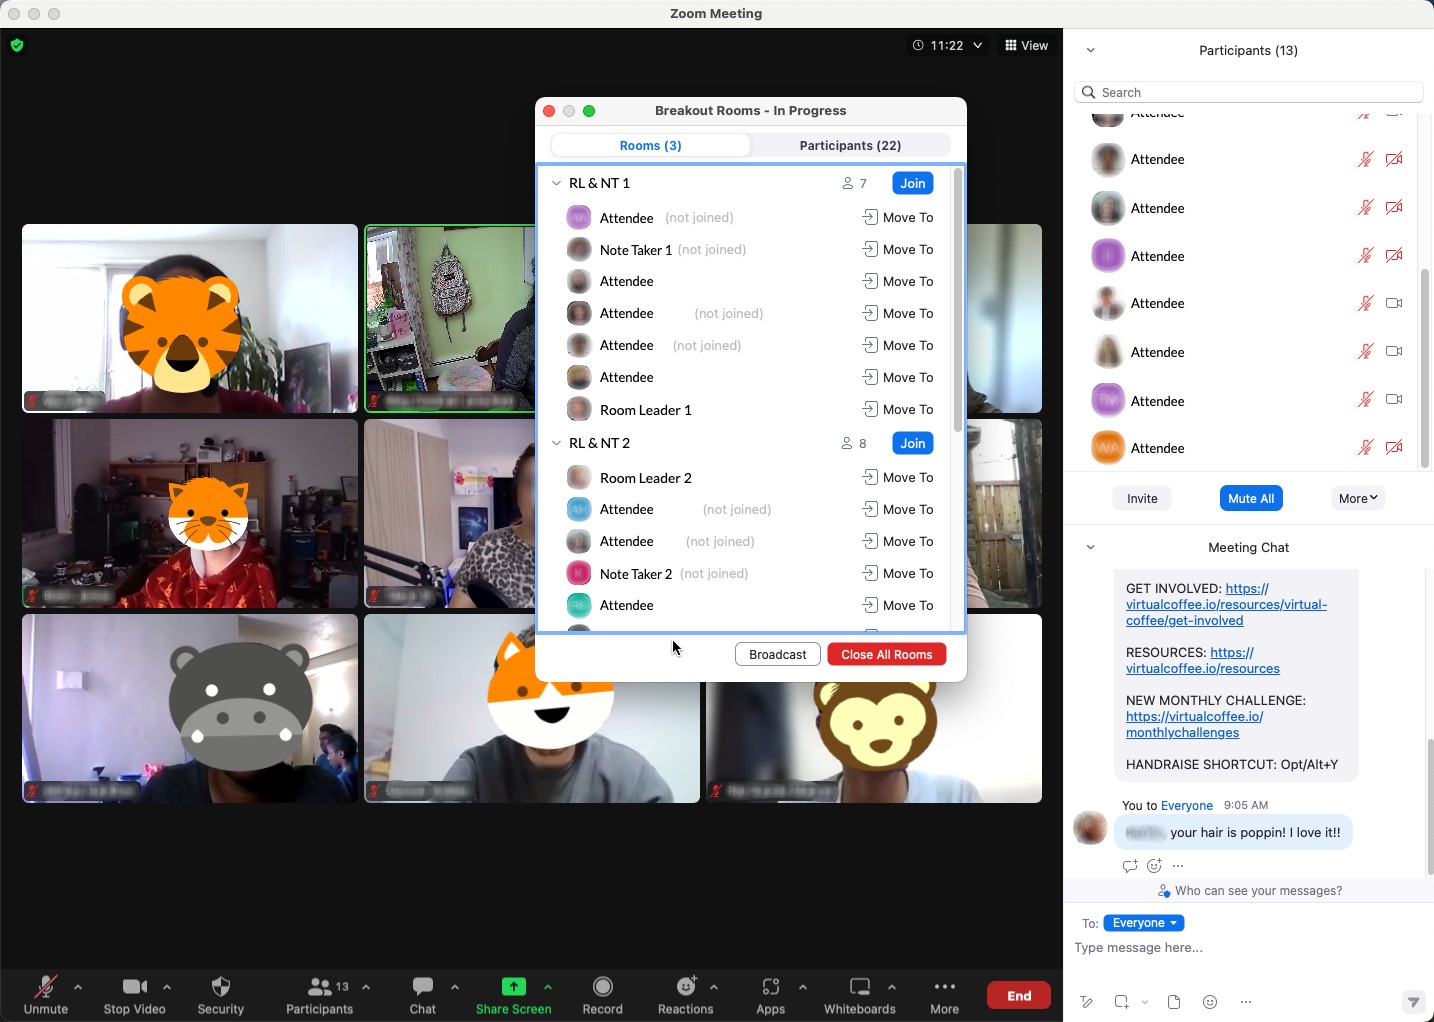 Zoom Meeting
11:22
View
Breakout Rooms - In Progress
Rooms (3)
Participants (22)
RL & NT 1
7
Join
Attendee (not joined)
Move To
Note Taker 1 (not joined)
Move To
Attendee
Move To
Attendee (not joined)
Move To
Attendee (not joined)
Move To
Attendee
Move To
Room Leader 1
Move To
RL & NT 2
8
Join
Room Leader 2
Move To
Attendee (not joined)
Move To
Attendee (not joined)
Move To
Note Taker 2 (not joined)
Move To
Attendee
Move To
Broadcast
Close All Rooms
Participants (13)
Search
Attendee
Attendee
Attendee
Attendee
Attendee
Attendee
Attendee
Attendee
Invite
Mute All
More
Meeting Chat
GET INVOLVED: https://
virtualcoffee.io/resources/virtual-
coffee/get-involved
RESOURCES: https://
virtualcoffee.io/resources
NEW MONTHLY CHALLENGE:
https://virtualcoffee.io/
monthlychallenges
HANDRAISE SHORTCUT: Opt/Alt+Y
You to Everyone 9:05 AM
your hair is poppin! I love it!!
Who can see your messages?
To: Everyone
Type message here...
Unmute
Stop Video
Security
13
Participants
Chat
Share Screen
Record
Reactions
Apps
Whiteboards
More
End